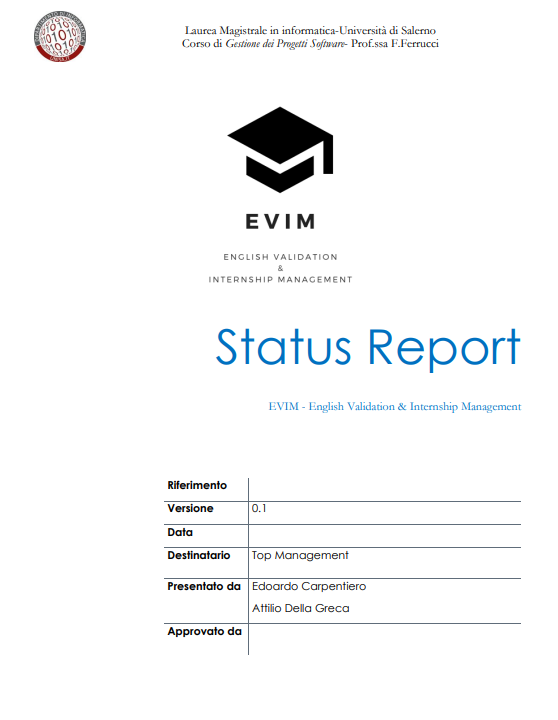 Laurea Magistrale in informatica-Università di Salerno
Corso di Gestione dei Progetti Software- Prof.ssa F.Ferrucci
EVIM
ENGLISH VALIDATION
&
INTERNSHIP MANAGEMENT
Status Report
EVIM - English Validation & Internship Management
Riferimento
Versione 0.1
Data
Destinatario Top Management
Presentato da Edoardo Carpentiero
Attilio Della Greca
Approvato da